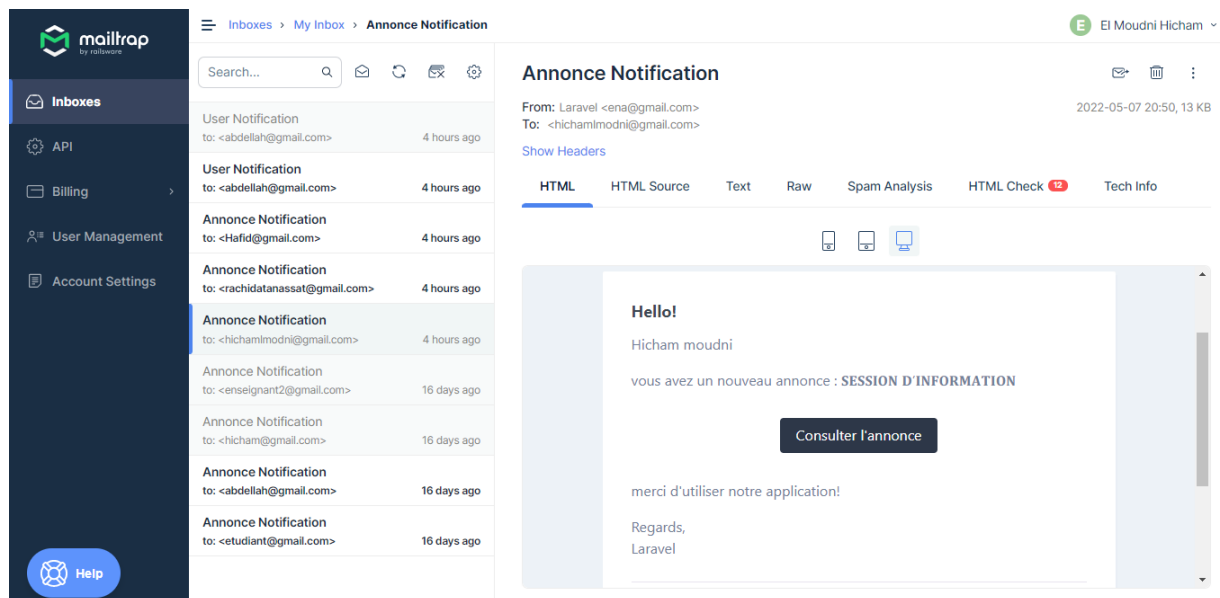 mailtrap
by railsware
Inboxes
API
Billing
User Management
Account Settings
Help
Inboxes › My Inbox › Annonce Notification
Search...
User Notification
to: <abdellah@gmail.com> 4 hours ago
User Notification
to: <abdellah@gmail.com> 4 hours ago
Annonce Notification
to: <Hafid@gmail.com> 4 hours ago
Annonce Notification
to: <rachidatanassat@gmail.com> 4 hours ago
Annonce Notification
to: <hichamlmodni@gmail.com> 4 hours ago
Annonce Notification
to: <enseignant2@gmail.com> 16 days ago
Annonce Notification
to: <hicham@gmail.com> 16 days ago
Annonce Notification
to: <abdellah@gmail.com> 16 days ago
Annonce Notification
to: <etudiant@gmail.com> 16 days ago
E El Moudni Hicham
Annonce Notification
From: Laravel <ena@gmail.com> 2022-05-07 20:50, 13 KB
To: <hichamlmodni@gmail.com>
Show Headers
HTML HTML Source Text Raw Spam Analysis HTML Check 12 Tech Info
Hello!
Hicham moudni
vous avez un nouveau annonce : SESSION D'INFORMATION
Consulter l'annonce
merci d'utiliser notre application!
Regards,
Laravel